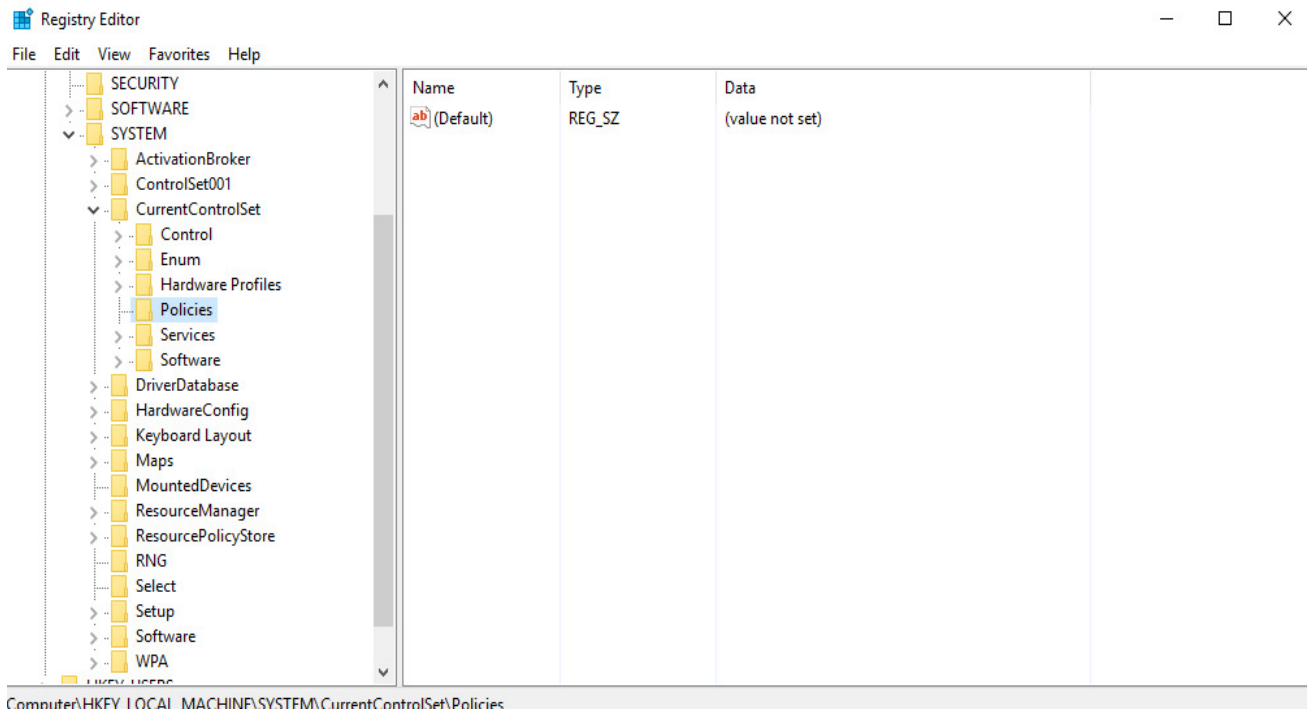 Registry Editor
File Edit View Favorites Help
SECURITY
SOFTWARE
SYSTEM
ActivationBroker
ControlSet001
CurrentControlSet
Control
Enum
Hardware Profiles
Policies
Services
Software
DriverDatabase
HardwareConfig
Keyboard Layout
Maps
MountedDevices
ResourceManager
ResourcePolicyStore
RNG
Select
Setup
Software
WPA
HKEY_USERS
Name Type Data
ab (Default) REG_SZ (value not set)
Computer\HKEY_LOCAL_MACHINE\SYSTEM\CurrentControlSet\Policies